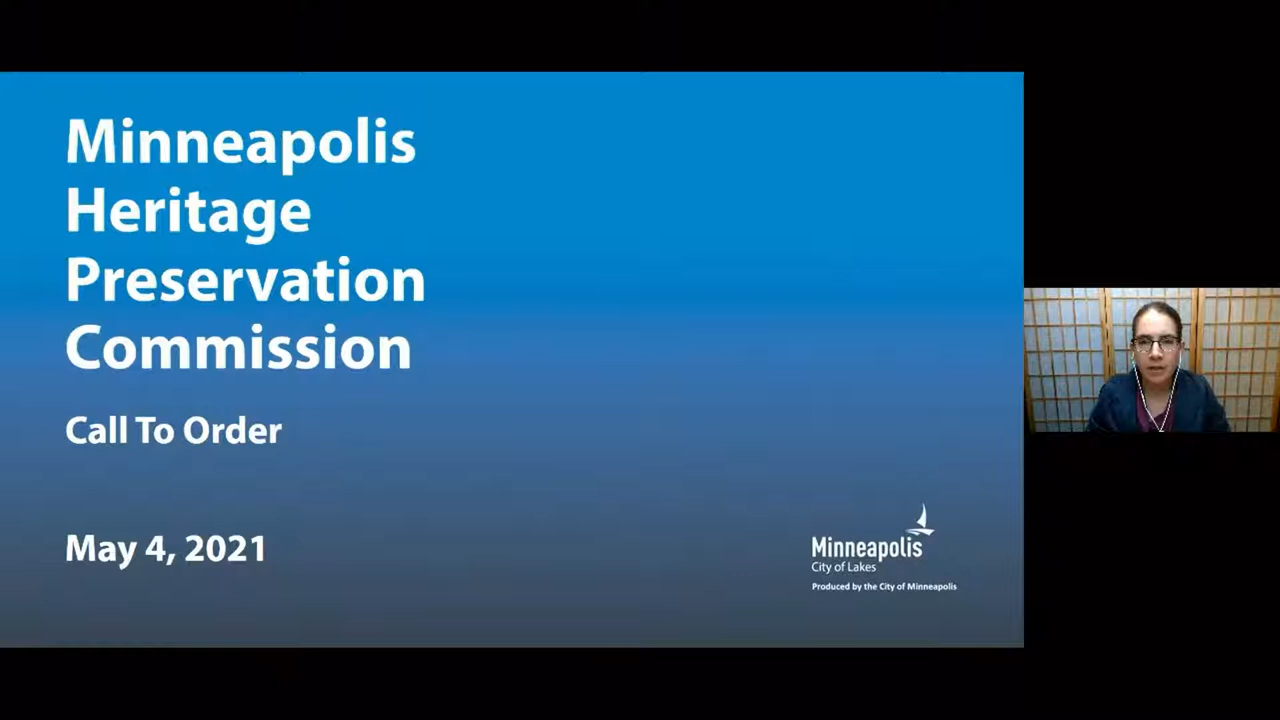 Minneapolis
Heritage
Preservation
Commission
Call To Order
May 4, 2021
Minneapolis
City of Lakes
Produced by the City of Minneapolis